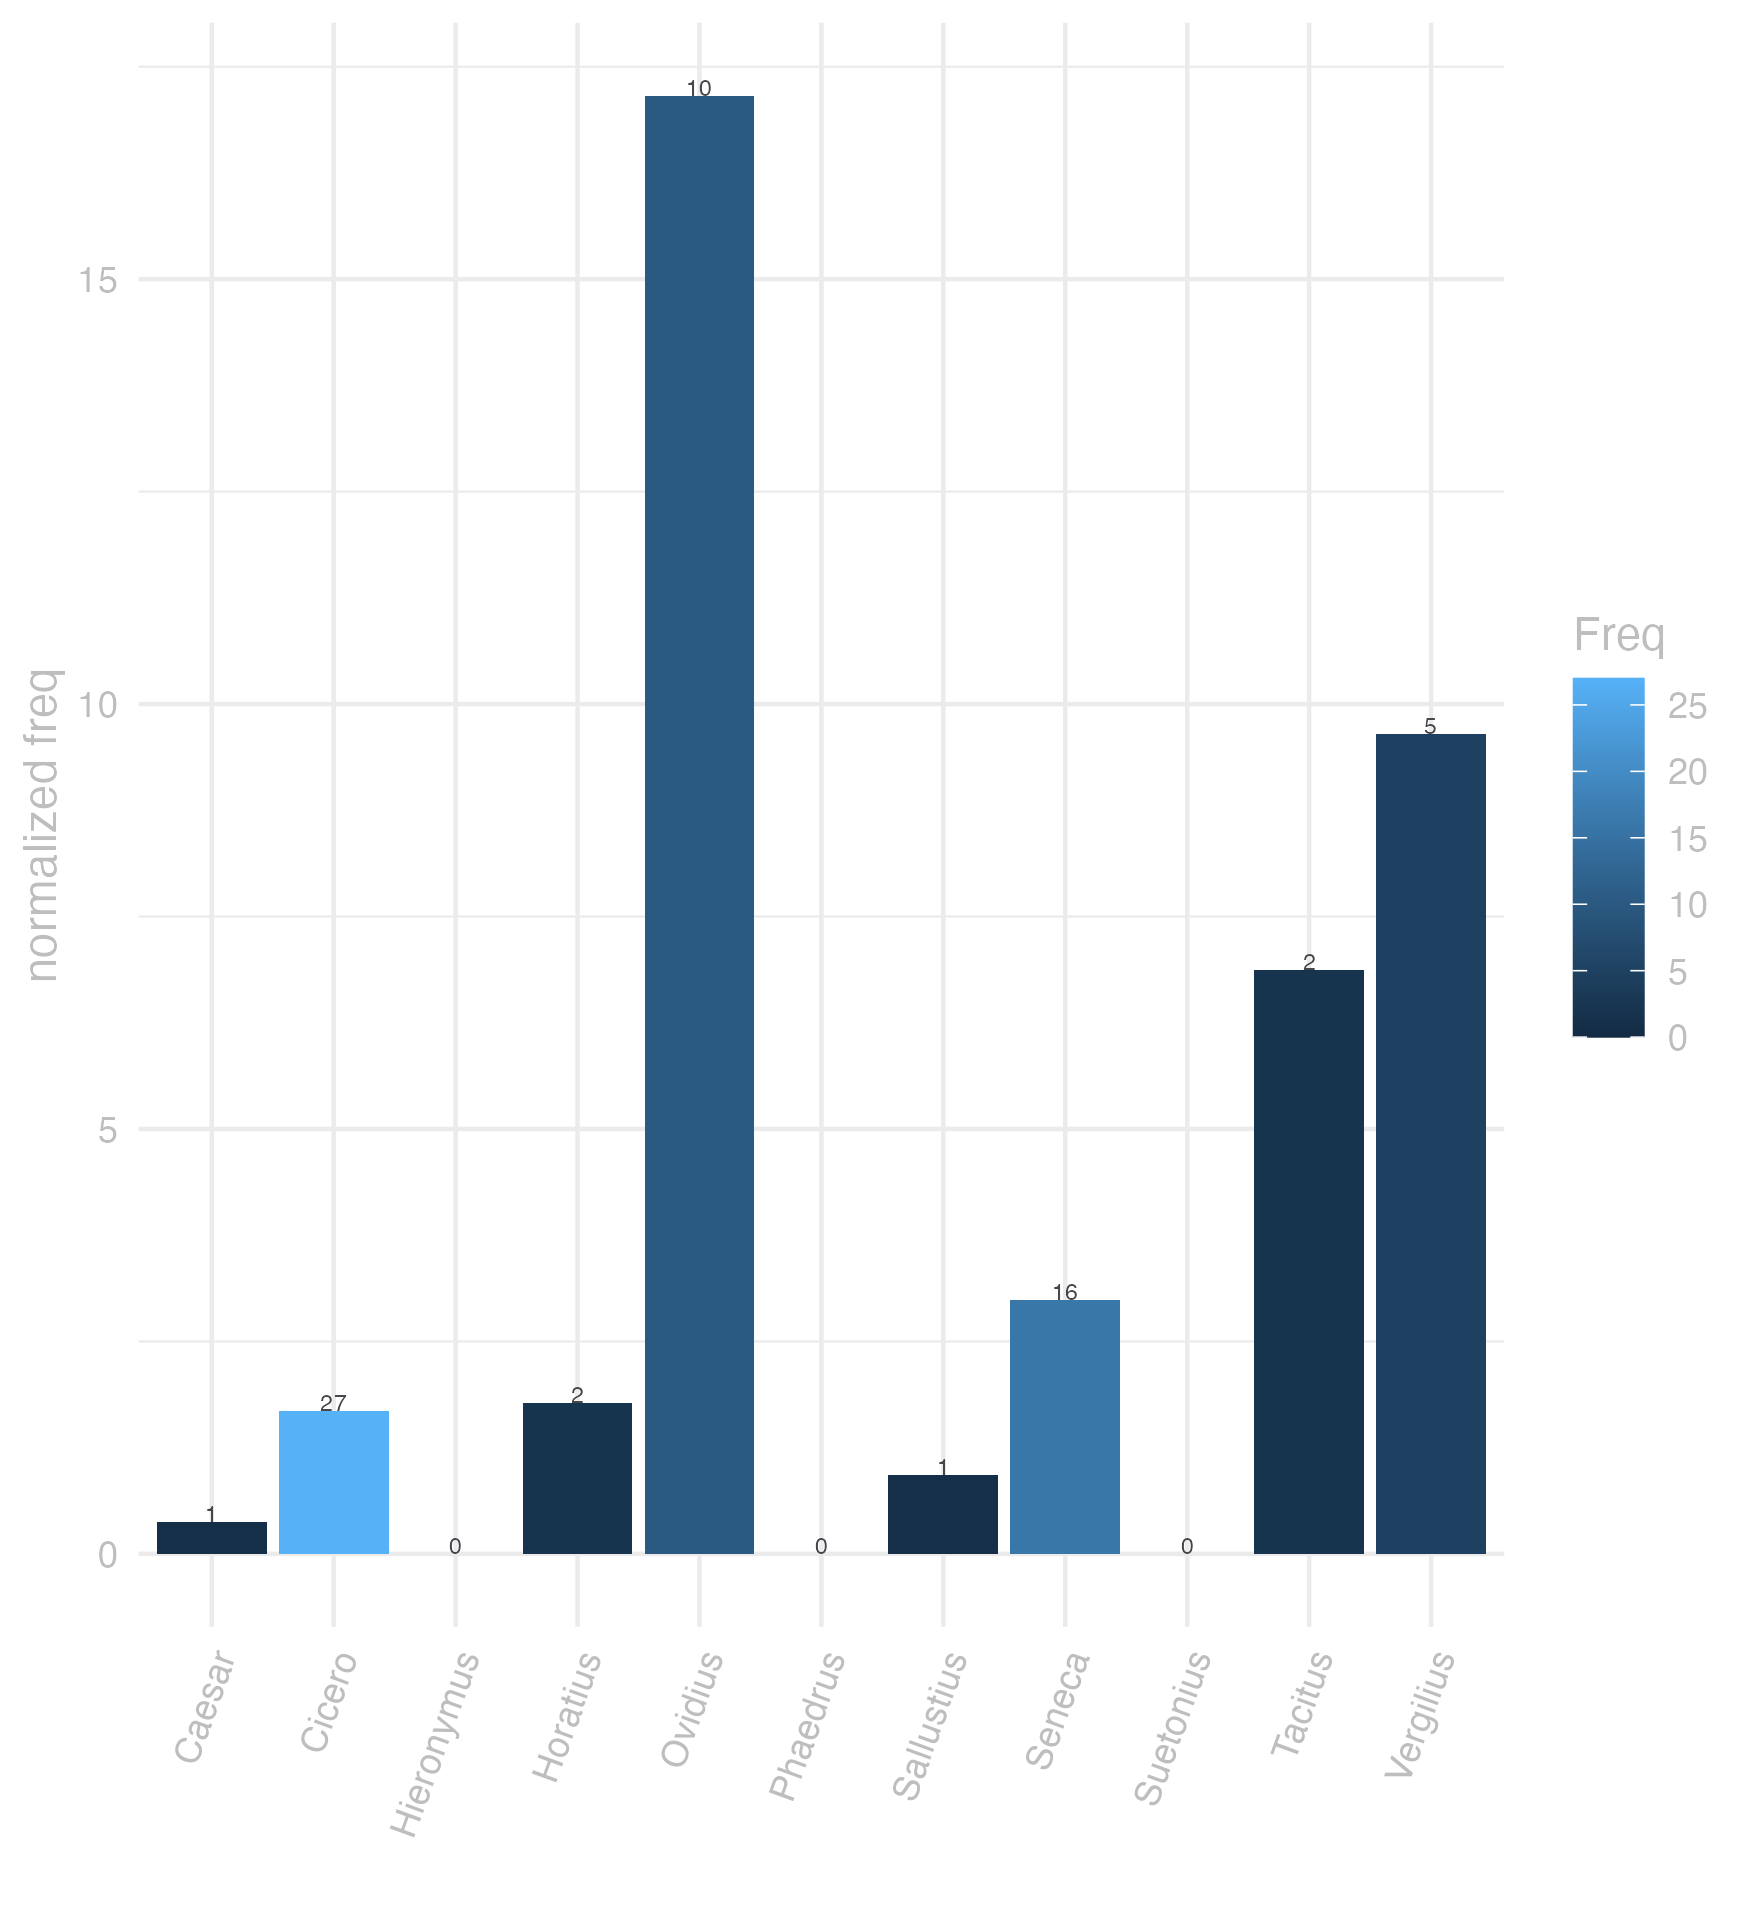 normalized freq
15
10
5
0
1
27
0
2
10
0
1
16
0
2
5
Caesar
Cicero
Hieronymus
Horatius
Ovidius
Phaedrus
Sallustius
Seneca
Suetonius
Tacitus
Vergilius
Freq
25
20
15
10
5
0